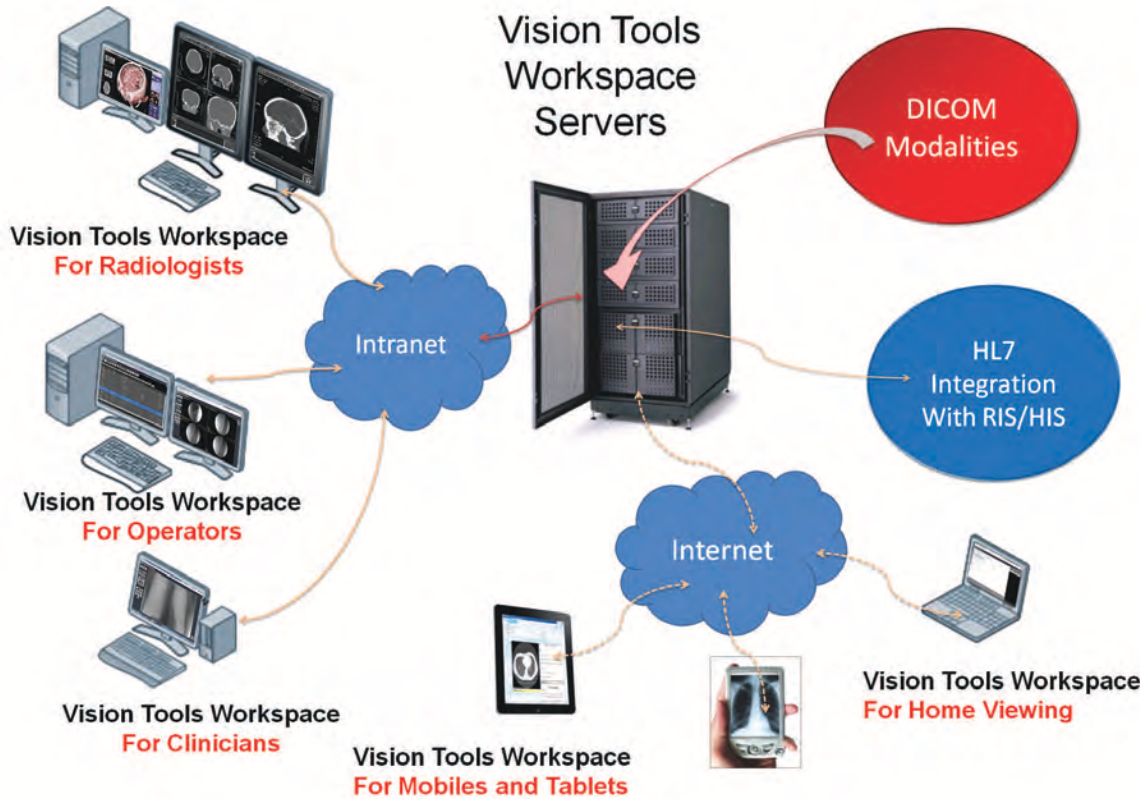 Vision Tools
Workspace
Servers
DICOM
Modalities
Vision Tools Workspace
For Radiologists
Intranet
HL7
Integration
With RIS/HIS
Vision Tools Workspace
For Operators
Internet
Vision Tools Workspace
For Clinicians
Vision Tools Workspace
For Home Viewing
Vision Tools Workspace
For Mobiles and Tablets